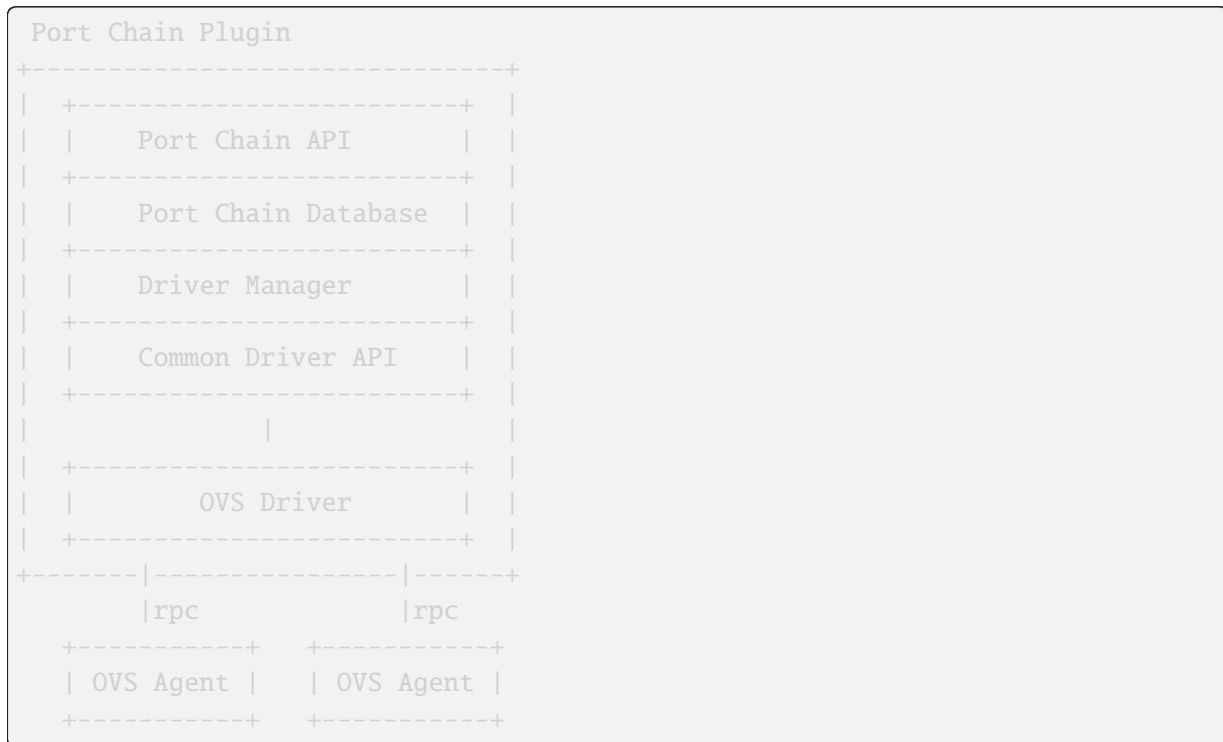 Port Chain Plugin
+-------------------------------+
|  +-------------------------+  |
|  |    Port Chain API       |  |
|  +-------------------------+  |
|  |    Port Chain Database  |  |
|  +-------------------------+  |
|  |    Driver Manager       |  |
|  +-------------------------+  |
|  |    Common Driver API    |  |
|  +-------------------------+  |
|               |               |
|  +-------------------------+  |
|  |        OVS Driver       |  |
|  +-------------------------+  |
+-------|----------------|------+
        |rpc             |rpc
   +-----------+   +-----------+
   | OVS Agent |   | OVS Agent |
   +-----------+   +-----------+